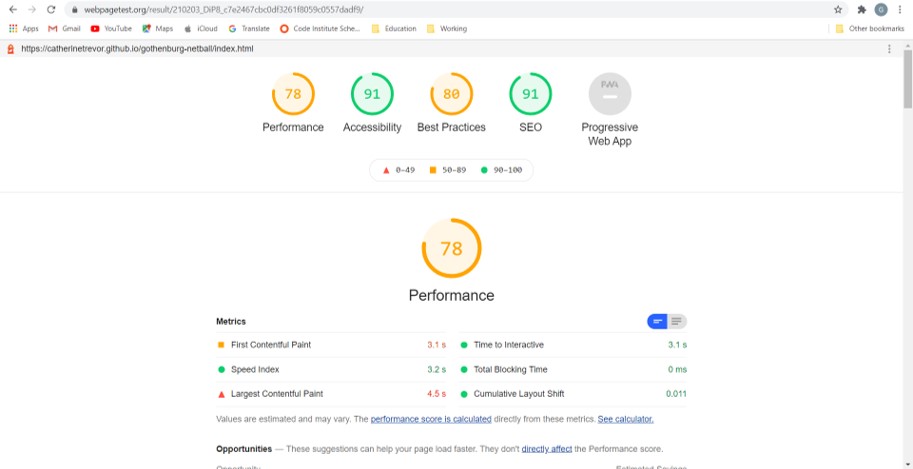 webpagetest.org/result/210203_DiP8_c7e2467cbc0df3261f8059c0557dadf9/
G
Apps Gmail YouTube Maps iCloud Translate Code Institute Sche... Education Working Other bookmarks
https://catherinetrevor.github.io/gothenburg-netball/index.html
78 91 80 91 PWA
Performance Accessibility Best Practices SEO Progressive
Web App
0–49 50–89 90–100
78
Performance
Metrics
First Contentful Paint 3.1 s Time to Interactive 3.1 s
Speed Index 3.2 s Total Blocking Time 0 ms
Largest Contentful Paint 4.5 s Cumulative Layout Shift 0.011
Values are estimated and may vary. The performance score is calculated directly from these metrics. See calculator.
Opportunities — These suggestions can help your page load faster. They don't directly affect the Performance score.
Opportunity Estimated Savings